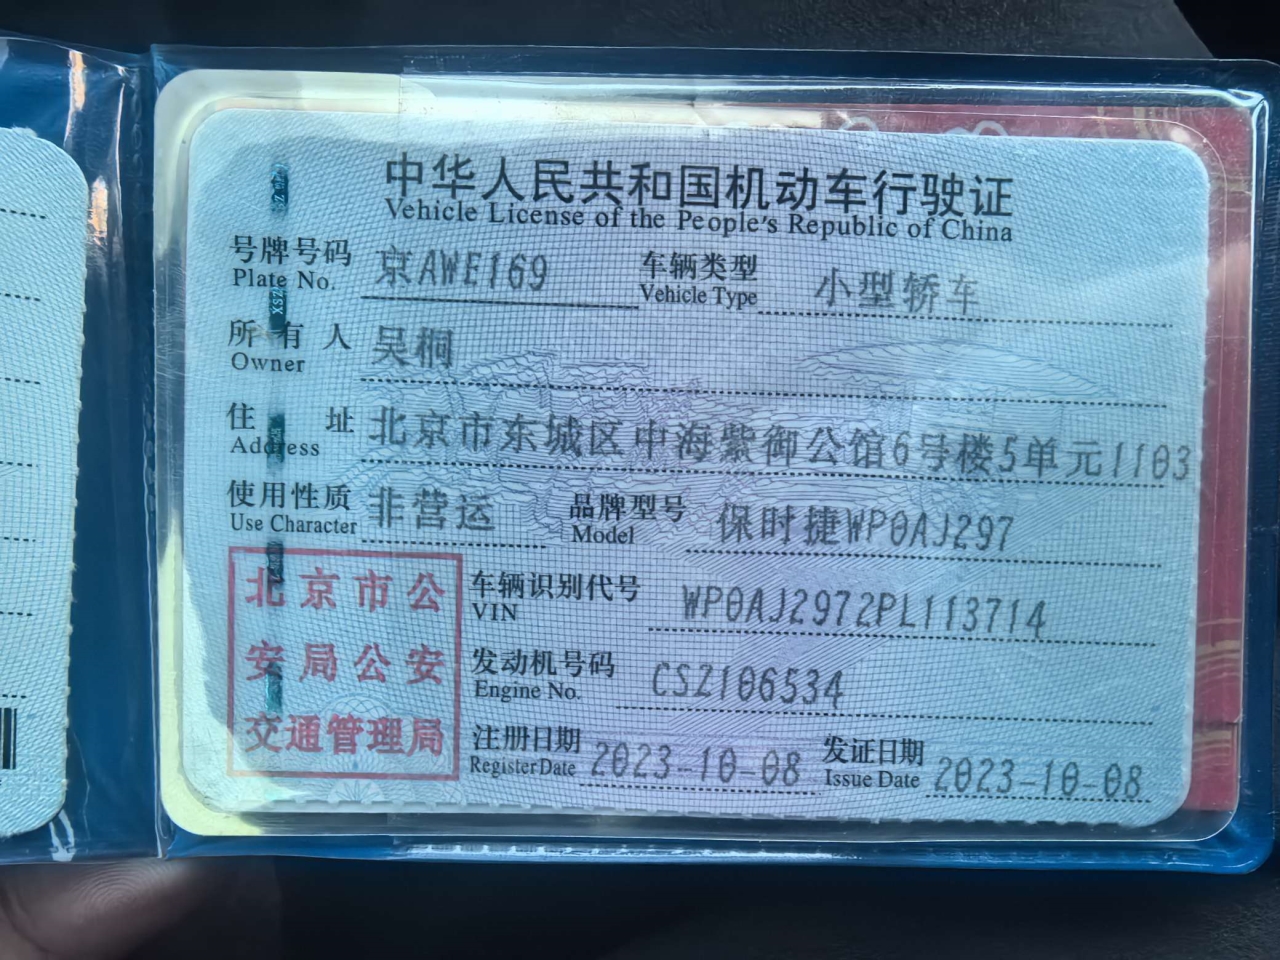 中华人民共和国机动车行驶证
Vehicle License of the People's Republic of China
号牌号码 京AWE169 车辆类型 小型轿车
Plate No. Vehicle Type
所有人 吴桐
Owner
住址 北京市东城区中海紫御公馆6号楼5单元1103
Address
使用性质 非营运 品牌型号 保时捷WP0AJ297
Use Character Model
北京市公
安局公安
交通管理局
车辆识别代号 WP0AJ2972PL113714
VIN
发动机号码 CSZ106534
Engine No.
注册日期 2023-10-08 发证日期 2023-10-08
Register Date Issue Date